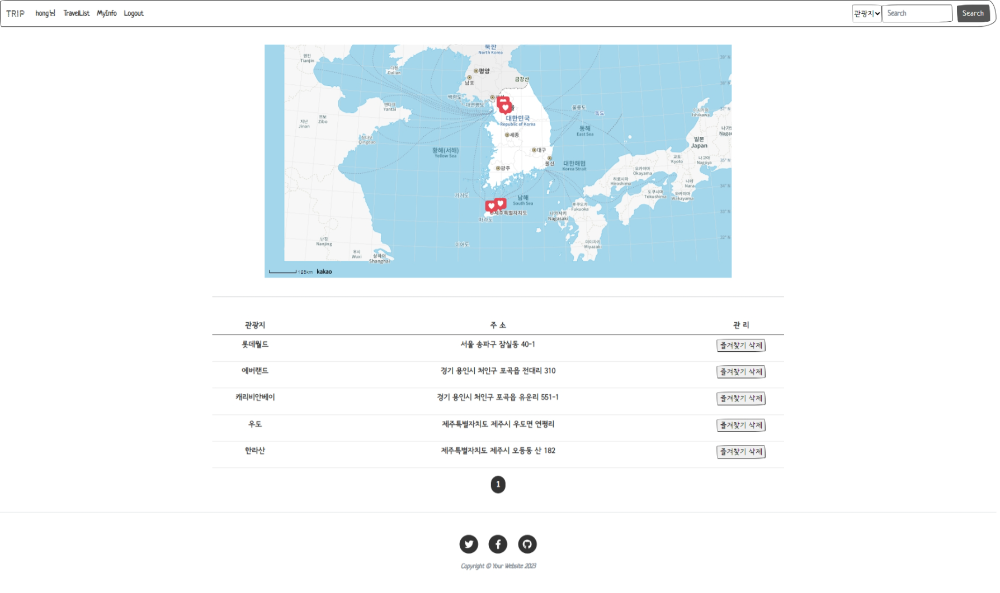 TRIP hong님 TravelList MyInfo Logout 관광지 Search Search
북한
North Korea
39° N
톈진
Tianjin
다롄
Dalian
평양
남포
금강산
38° N
백령도
대연평도
옌타이
Yantai
울릉도
독도
37° N
이시카와
Ishikawa
지난
Jinan
쯔보
Zibo
대한민국
Republic of Korea
동해
East Sea
칭다오
Qingdao
세종
일본
Japan
황해(서해)
Yellow Sea
대구
울산
대한해협
Korea Strait
교토
Kyoto
나고야
Nagoya
35° N
광주
오카야마
Okayama
히로시마
Hiroshima
나라
Nara
34° N
가거도
남해
South Sea
도쿠시마
Tokushima
와카야마
Wakayama
후쿠오카
Fukuoka
33° N
제주특별자치도
마라도
나가사키
Nagasaki
난징
Nanjing
이어도
미야자키
Miyazaki
32° N
우시
Wuxi
상하이
Shanghai
128km kakao
관광지 주 소 관 리
롯데월드 서울 송파구 잠실동 40-1 즐겨찾기 삭제
에버랜드 경기 용인시 처인구 포곡읍 전대리 310 즐겨찾기 삭제
캐리비안베이 경기 용인시 처인구 포곡읍 유운리 551-1 즐겨찾기 삭제
우도 제주특별자치도 제주시 우도면 연평리 즐겨찾기 삭제
한라산 제주특별자치도 제주시 오등동 산 182 즐겨찾기 삭제
1
Copyright © Your Website 2023